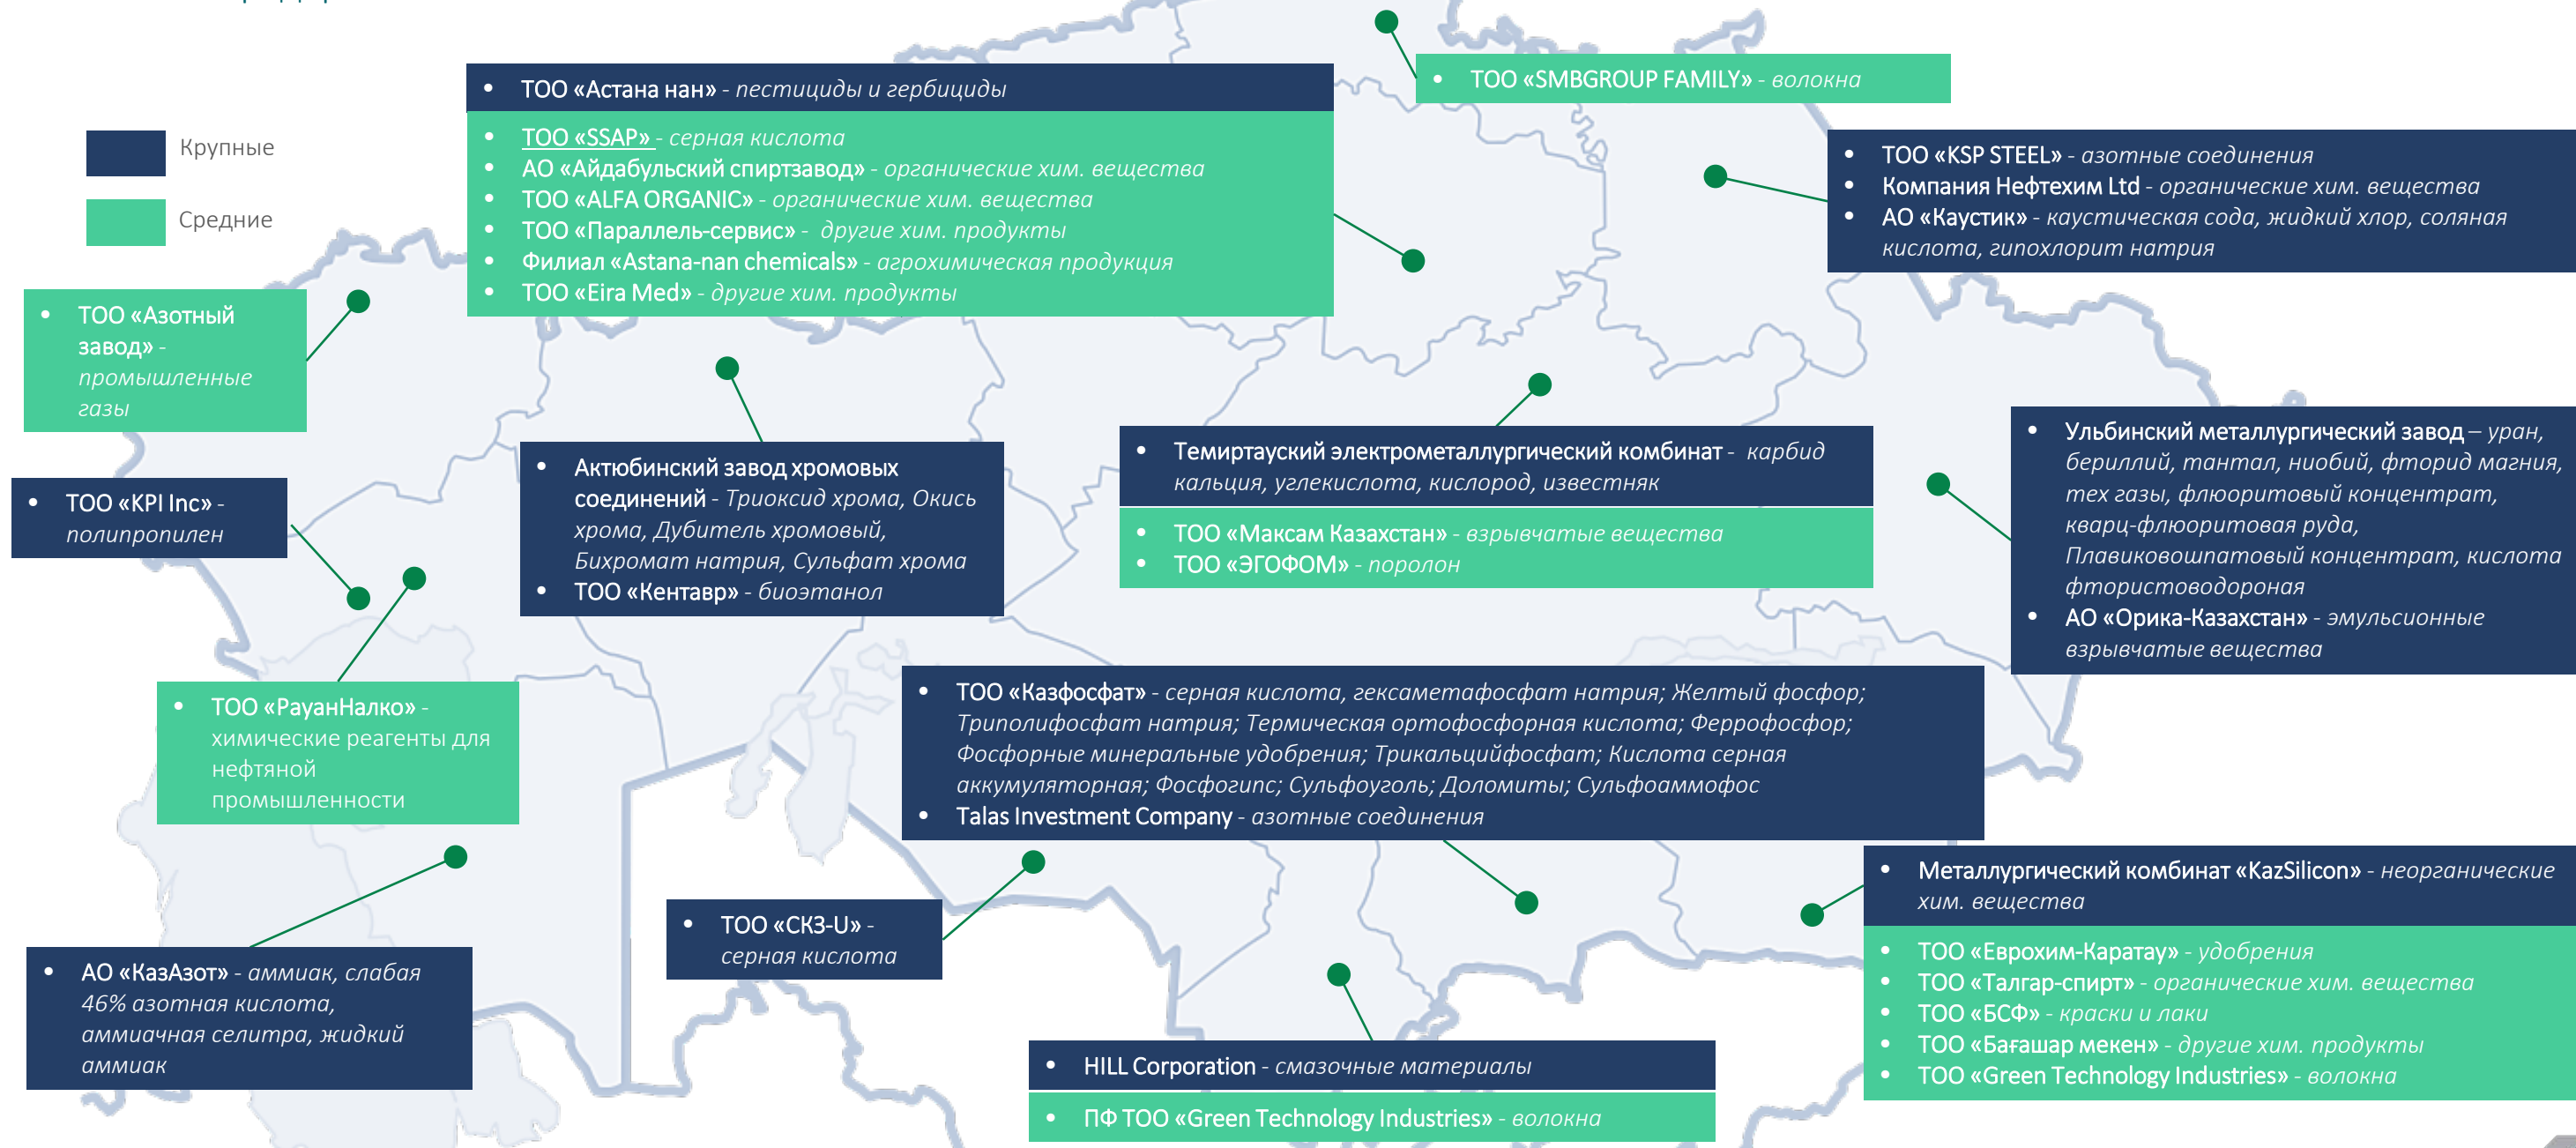 ТОО «SMBGROUP FAMILY» - волокна
ТОО «Астана нан» - пестициды и гербициды
ТОО «SSAP» - серная кислота
АО «Айдабульский спиртзавод» - органические хим. вещества
ТОО «ALFA ORGANIC» - органические хим. вещества
ТОО «Параллель-сервис» - другие хим. продукты
Филиал «Astana-nan chemicals» - агрохимическая продукция
ТОО «Eira Med» - другие хим. продукты
Крупные
Средние
ТОО «KSP STEEL» - азотные соединения
Компания Нефтехим Ltd - органические хим. вещества
АО «Каустик» - каустическая сода, жидкий хлор, соляная
кислота, гипохлорит натрия
ТОО «Азотный
завод» -
промышленные
газы
ТОО «KPI Inc» -
полипропилен
Актюбинский завод хромовых
соединений - Триоксид хрома, Окись
хрома, Дубитель хромовый,
Бихромат натрия, Сульфат хрома
ТОО «Кентавр» - биоэтанол
Темиртауский электрометаллургический комбинат - карбид
кальция, углекислота, кислород, известняк
ТОО «Максам Казахстан» - взрывчатые вещества
ТОО «ЭГОФОМ» - поролон
Ульбинский металлургический завод – уран,
бериллий, тантал, ниобий, фторид магния,
тех газы, флюоритовый концентрат,
кварц-флюоритовая руда,
Плавиковошпатовый концентрат, кислота
фтористоводороная
АО «Орика-Казахстан» - эмульсионные
взрывчатые вещества
ТОО «РауанНалко» -
химические реагенты для
нефтяной
промышленности
ТОО «Казфосфат» - серная кислота, гексаметафосфат натрия; Желтый фосфор;
Триполифосфат натрия; Термическая ортофосфорная кислота; Феррофосфор;
Фосфорные минеральные удобрения; Трикальцийфосфат; Кислота серная
аккумуляторная; Фосфогипс; Сульфоуголь; Доломиты; Сульфоаммофос
Talas Investment Company - азотные соединения
АО «КазАзот» - аммиак, слабая
46% азотная кислота,
аммиачная селитра, жидкий
аммиак
ТОО «СКЗ-U» -
серная кислота
Металлургический комбинат «KazSilicon» - неорганические
хим. вещества
ТОО «Еврохим-Каратау» - удобрения
ТОО «Талгар-спирт» - органические хим. вещества
ТОО «БСФ» - краски и лаки
ТОО «Бағашар мекен» - другие хим. продукты
ТОО «Green Technology Industries» - волокна
HILL Corporation - смазочные материалы
ПФ ТОО «Green Technology Industries» - волокна